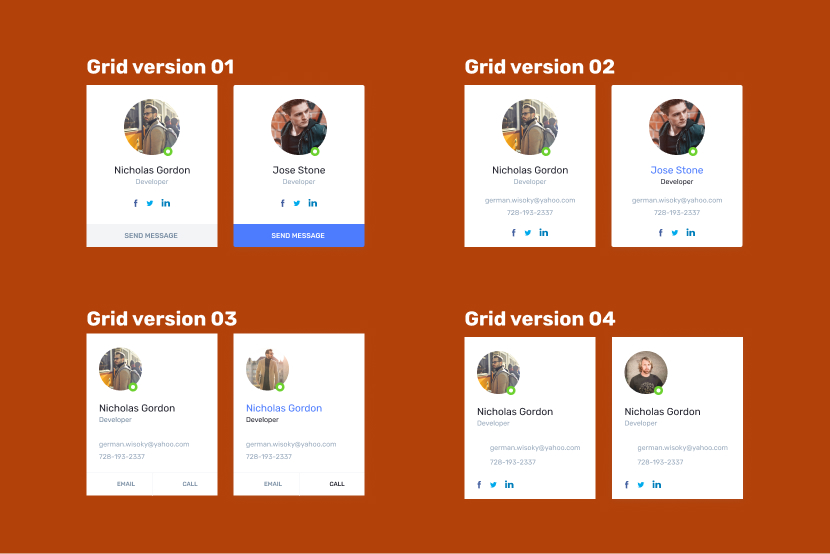 Grid version 01
Nicholas Gordon
Developer
f in
SEND MESSAGE
Jose Stone
Developer
f in
SEND MESSAGE
Grid version 02
Nicholas Gordon
Developer
german.wisoky@yahoo.com
728-193-2337
f in
Jose Stone
Developer
german.wisoky@yahoo.com
728-193-2337
f in
Grid version 03
Nicholas Gordon
Developer
german.wisoky@yahoo.com
728-193-2337
EMAIL CALL
Nicholas Gordon
Developer
german.wisoky@yahoo.com
728-193-2337
EMAIL CALL
Grid version 04
Nicholas Gordon
Developer
german.wisoky@yahoo.com
728-193-2337
f in
Nicholas Gordon
Developer
german.wisoky@yahoo.com
728-193-2337
f in